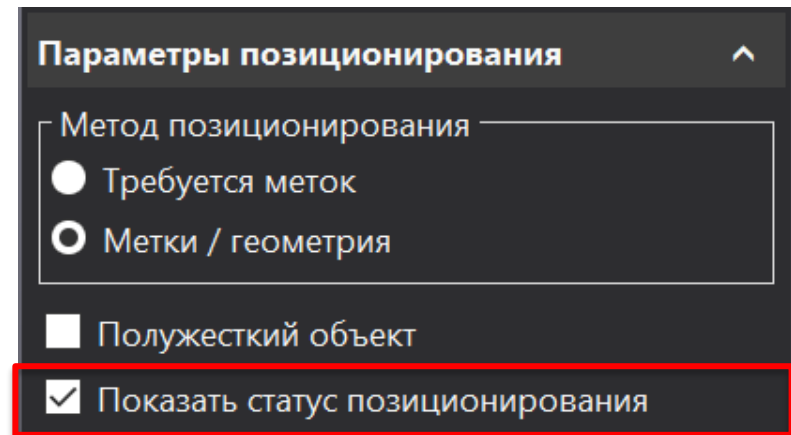 Параметры позиционирования
Метод позиционирования
Требуется меток
Метки / геометрия
Полужесткий объект
Показать статус позиционирования